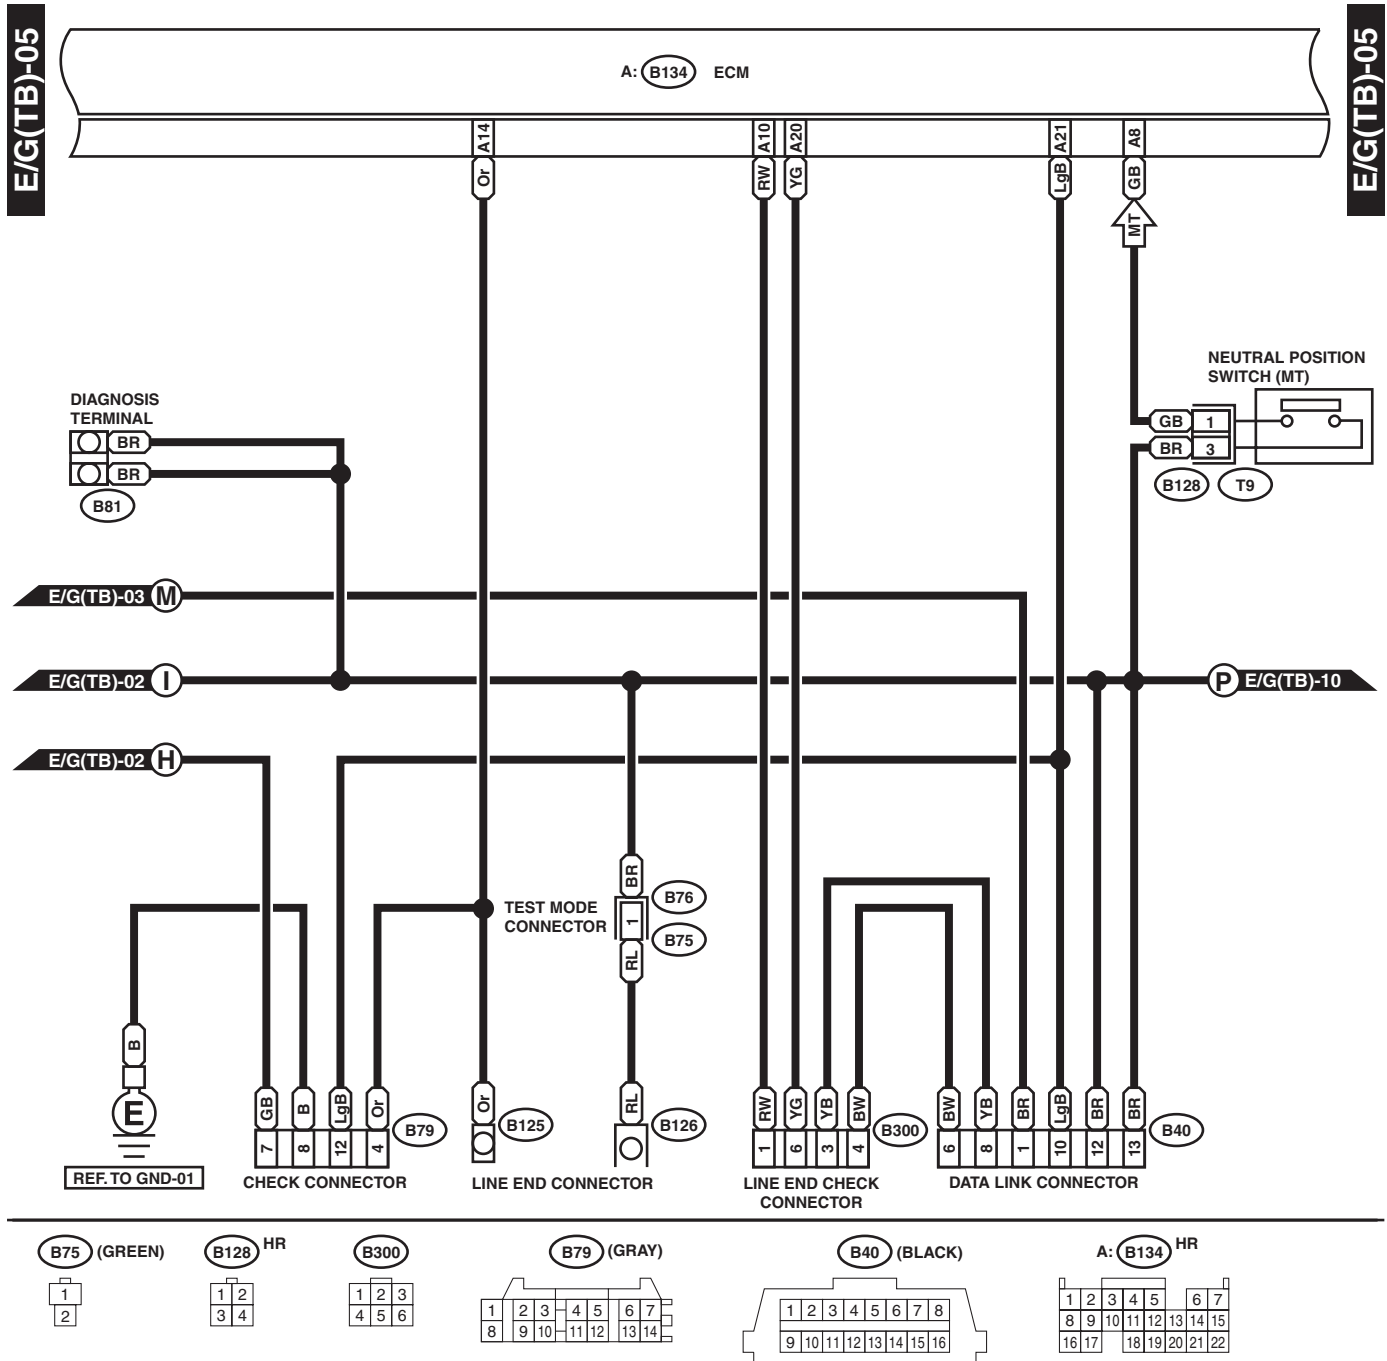 E/G(TB)-05
E/G(TB)-05
A: B134 ECM
A14 A10 A20 A21 A8
Or RW YG LgB GB
MT
NEUTRAL POSITION
SWITCH (MT)
DIAGNOSIS
TERMINAL
BR
BR
B81
GB 1
BR 3
B128 T9
E/G(TB)-03 M
E/G(TB)-02 I
P E/G(TB)-10
E/G(TB)-02 H
BR
B76
TEST MODE
CONNECTOR
1
B75
RL
B
E
REF. TO GND-01
GB B LgB Or
7 8 12 4
B79
CHECK CONNECTOR
Or
B125
RL
B126
LINE END CONNECTOR
RW YG YB BW
1 6 3 4
B300
LINE END CHECK
CONNECTOR
BW YB BR LgB BR BR
6 8 1 10 12 13
B40
DATA LINK CONNECTOR
B75 (GREEN)
1
2
B128 HR
1 2
3 4
B300
1 2 3
4 5 6
B79 (GRAY)
1 2 3 4 5 6 7
8 9 10 11 12 13 14
B40 (BLACK)
1 2 3 4 5 6 7 8
9 10 11 12 13 14 15 16
A: B134 HR
1 2 3 4 5 6 7
8 9 10 11 12 13 14 15
16 17 18 19 20 21 22